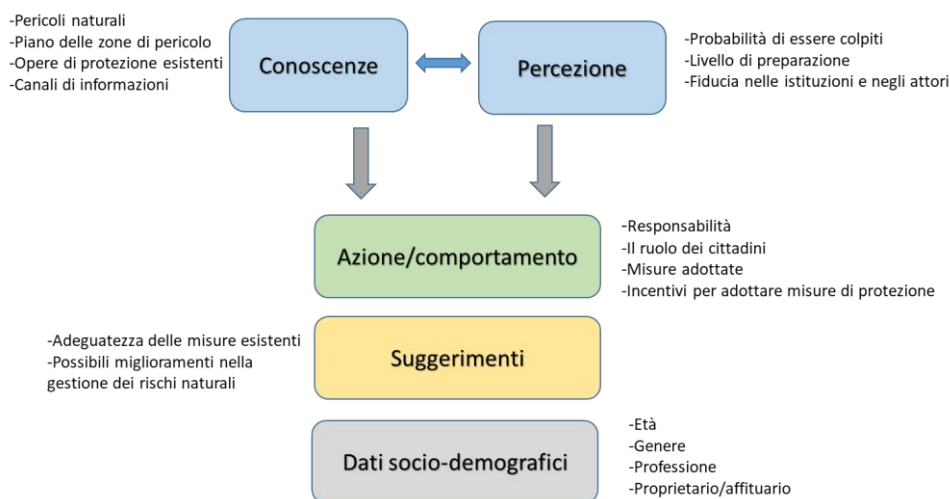 -Pericoli naturali
-Piano delle zone di pericolo
-Opere di protezione esistenti
-Canali di informazioni
Conoscenze
Percezione
-Probabilità di essere colpiti
-Livello di preparazione
-Fiducia nelle istituzioni e negli attori
Azione/comportamento
-Responsabilità
-Il ruolo dei cittadini
-Misure adottate
-Incentivi per adottare misure di protezione
-Adeguatezza delle misure esistenti
-Possibili miglioramenti nella
gestione dei rischi naturali
Suggerimenti
Dati socio-demografici
-Età
-Genere
-Professione
-Proprietario/affituario